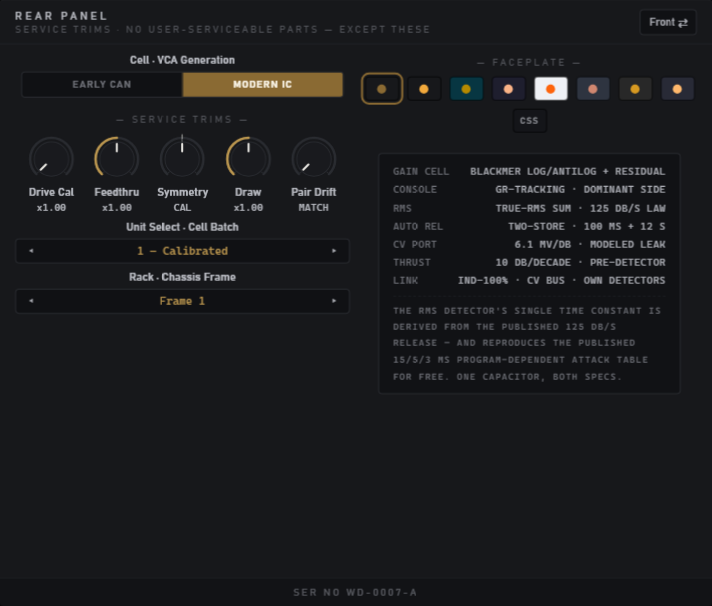 REAR PANEL
SERVICE TRIMS · NO USER-SERVICEABLE PARTS — EXCEPT THESE
Front ⇄
Cell · VCA Generation
EARLY CAN MODERN IC
— SERVICE TRIMS —
Drive Cal Feedthru Symmetry Draw Pair Drift
x1.00 x1.00 CAL x1.00 MATCH
Unit Select · Cell Batch
◂ 1 — Calibrated ▸
Rack · Chassis Frame
◂ Frame 1 ▸
— FACEPLATE —
CSS
GAIN CELL BLACKMER LOG/ANTILOG + RESIDUAL
CONSOLE GR-TRACKING · DOMINANT SIDE
RMS TRUE-RMS SUM · 125 DB/S LAW
AUTO REL TWO-STORE · 100 MS + 12 S
CV PORT 6.1 MV/DB · MODELED LEAK
THRUST 10 DB/DECADE · PRE-DETECTOR
LINK IND-100% · CV BUS · OWN DETECTORS
THE RMS DETECTOR'S SINGLE TIME CONSTANT IS
DERIVED FROM THE PUBLISHED 125 DB/S
RELEASE — AND REPRODUCES THE PUBLISHED
15/5/3 MS PROGRAM-DEPENDENT ATTACK TABLE
FOR FREE. ONE CAPACITOR, BOTH SPECS.
SER NO WD-0007-A